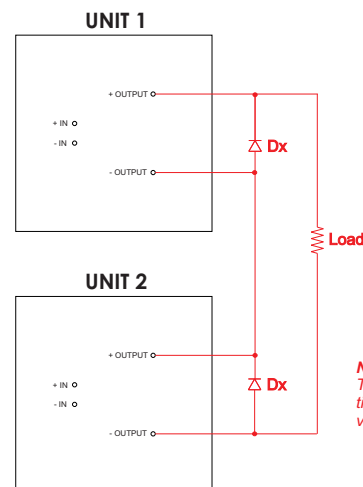 UNIT 1
+ OUTPUT
+ IN
- IN
Dx
- OUTPUT
Load
UNIT 2
+ OUTPUT
+ IN
- IN
Dx
- OUTPUT